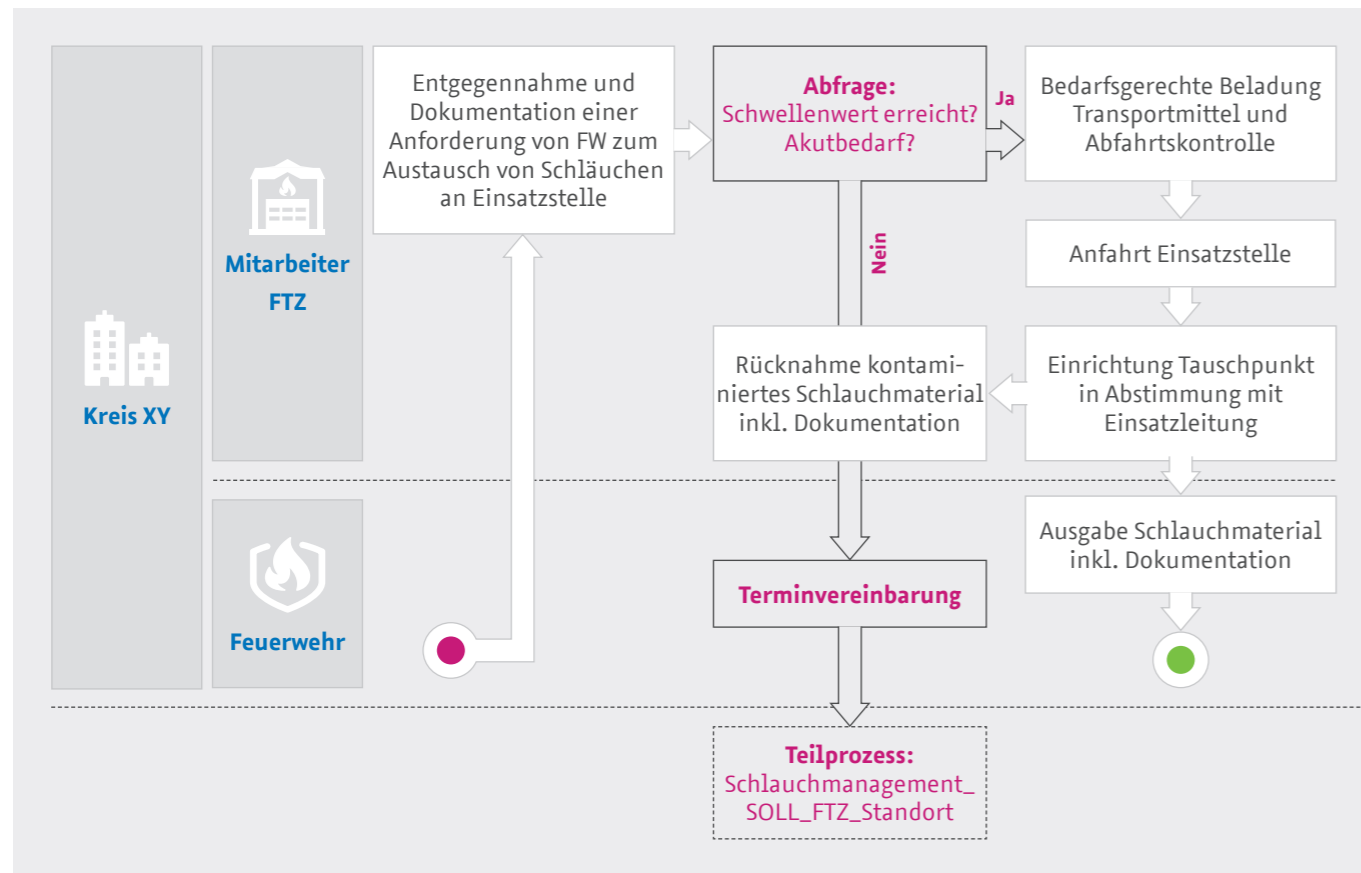 Kreis XY
Mitarbeiter
FTZ
Feuerwehr
Entgegennahme und
Dokumentation einer
Anforderung von FW zum
Austausch von Schläuchen
an Einsatzstelle
Abfrage:
Schwellenwert erreicht?
Akutbedarf?
Ja
Nein
Bedarfsgerechte Beladung
Transportmittel und
Abfahrtskontrolle
Anfahrt Einsatzstelle
Einrichtung Tauschpunkt
in Abstimmung mit
Einsatzleitung
Rücknahme kontami-
niertes Schlauchmaterial
inkl. Dokumentation
Ausgabe Schlauchmaterial
inkl. Dokumentation
Terminvereinbarung
Teilprozess:
Schlauchmanagement_
SOLL_FTZ_Standort